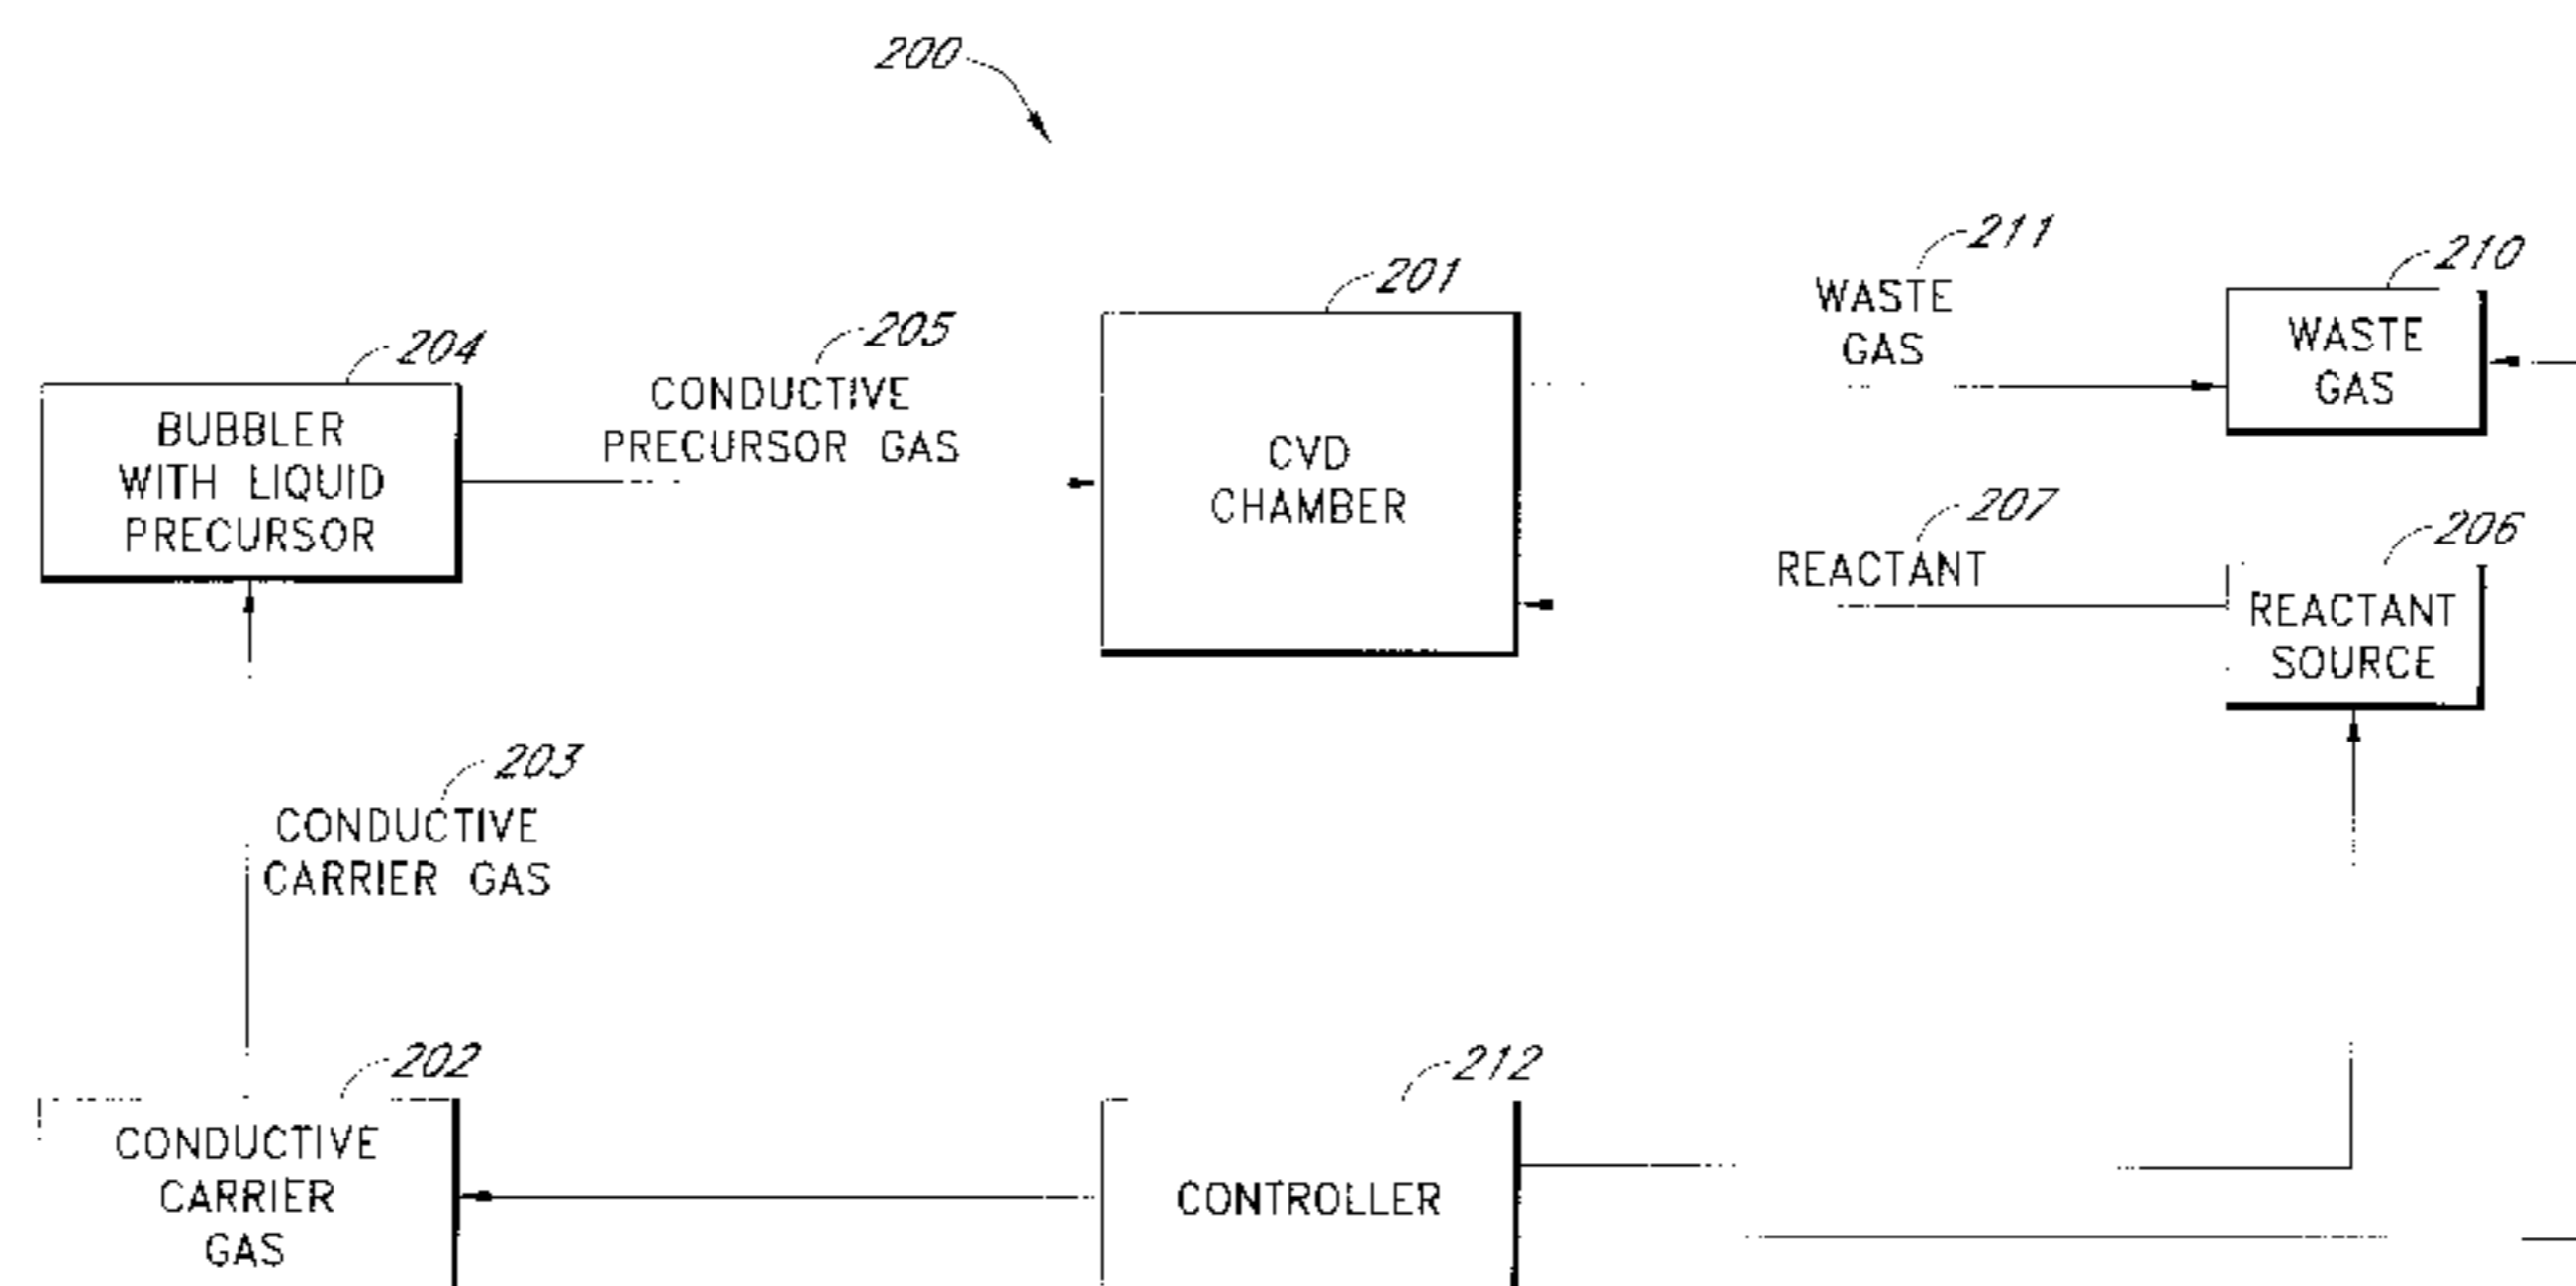 200
211
WASTE
GAS
210
WASTE
GAS
201
CVD
CHAMBER
205
CONDUCTIVE
PRECURSOR GAS
204
BUBBLER
WITH LIQUID
PRECURSOR
207
REACTANT
206
REACTANT
SOURCE
203
CONDUCTIVE
CARRIER GAS
202
CONDUCTIVE
CARRIER
GAS
212
CONTROLLER